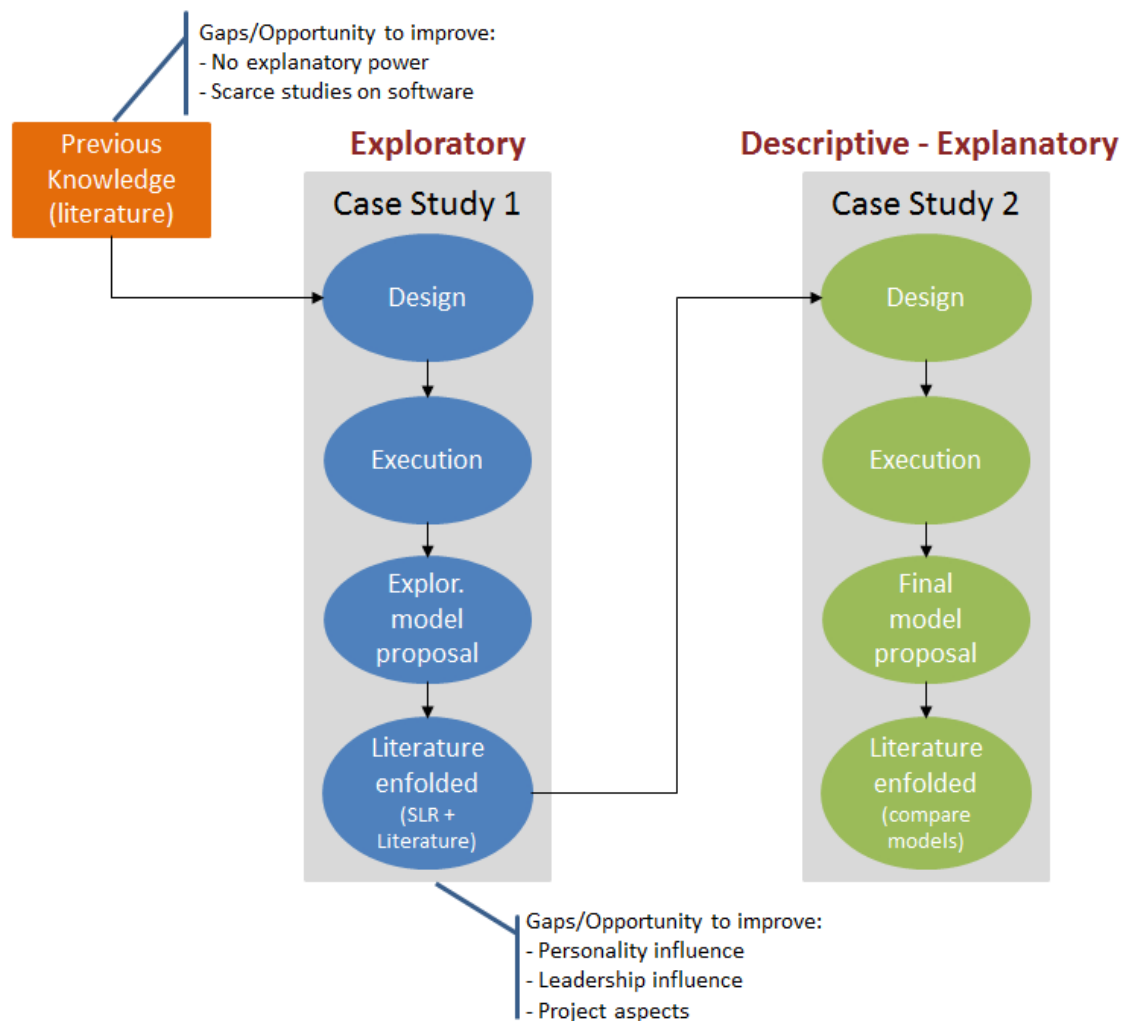 Gaps/Opportunity to improve:
- No explanatory power
- Scarce studies on software
Previous
Knowledge
(literature)
Exploratory
Case Study 1
Design
Execution
Explor.
model
proposal
Literature
enfolded
(SLR +
Literature)
Gaps/Opportunity to improve:
- Personality influence
- Leadership influence
- Project aspects
Descriptive - Explanatory
Case Study 2
Design
Execution
Final
model
proposal
Literature
enfolded
(compare
models)